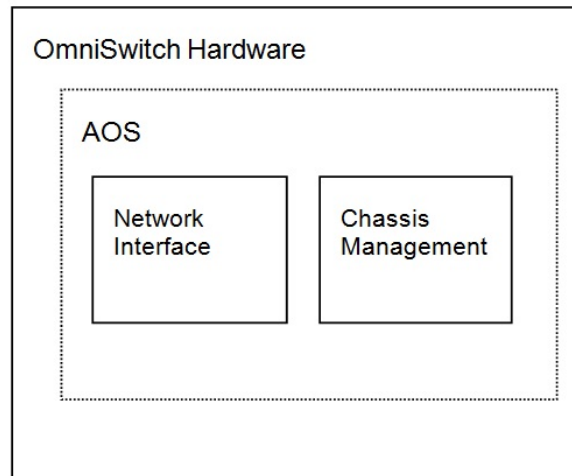 OmniSwitch Hardware
AOS
Network
Interface
Chassis
Management